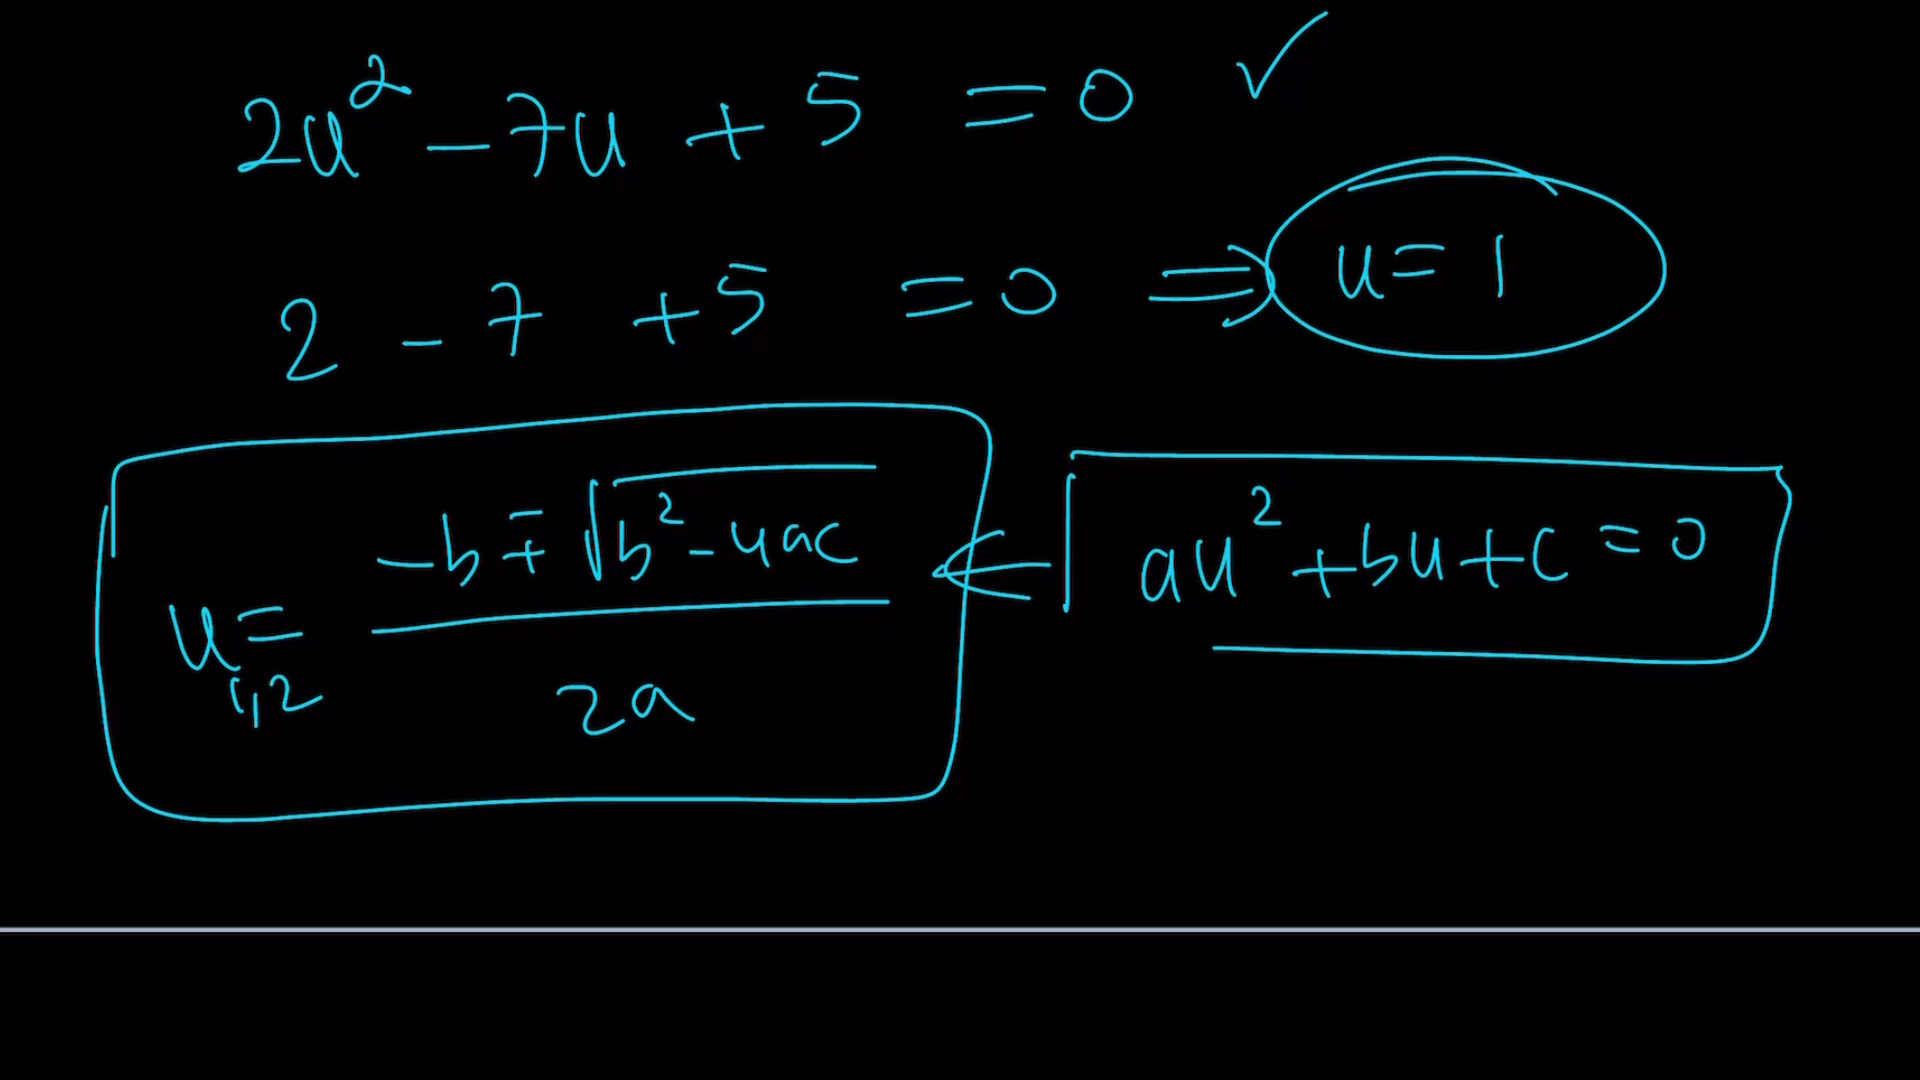 2u² - 7u + 5 = 0 ✓
2 - 7 + 5 = 0 ⇒ u = 1
u₁,₂ = (-b ∓ √(b² - 4ac)) / 2a ⇐ au² + bu + c = 0